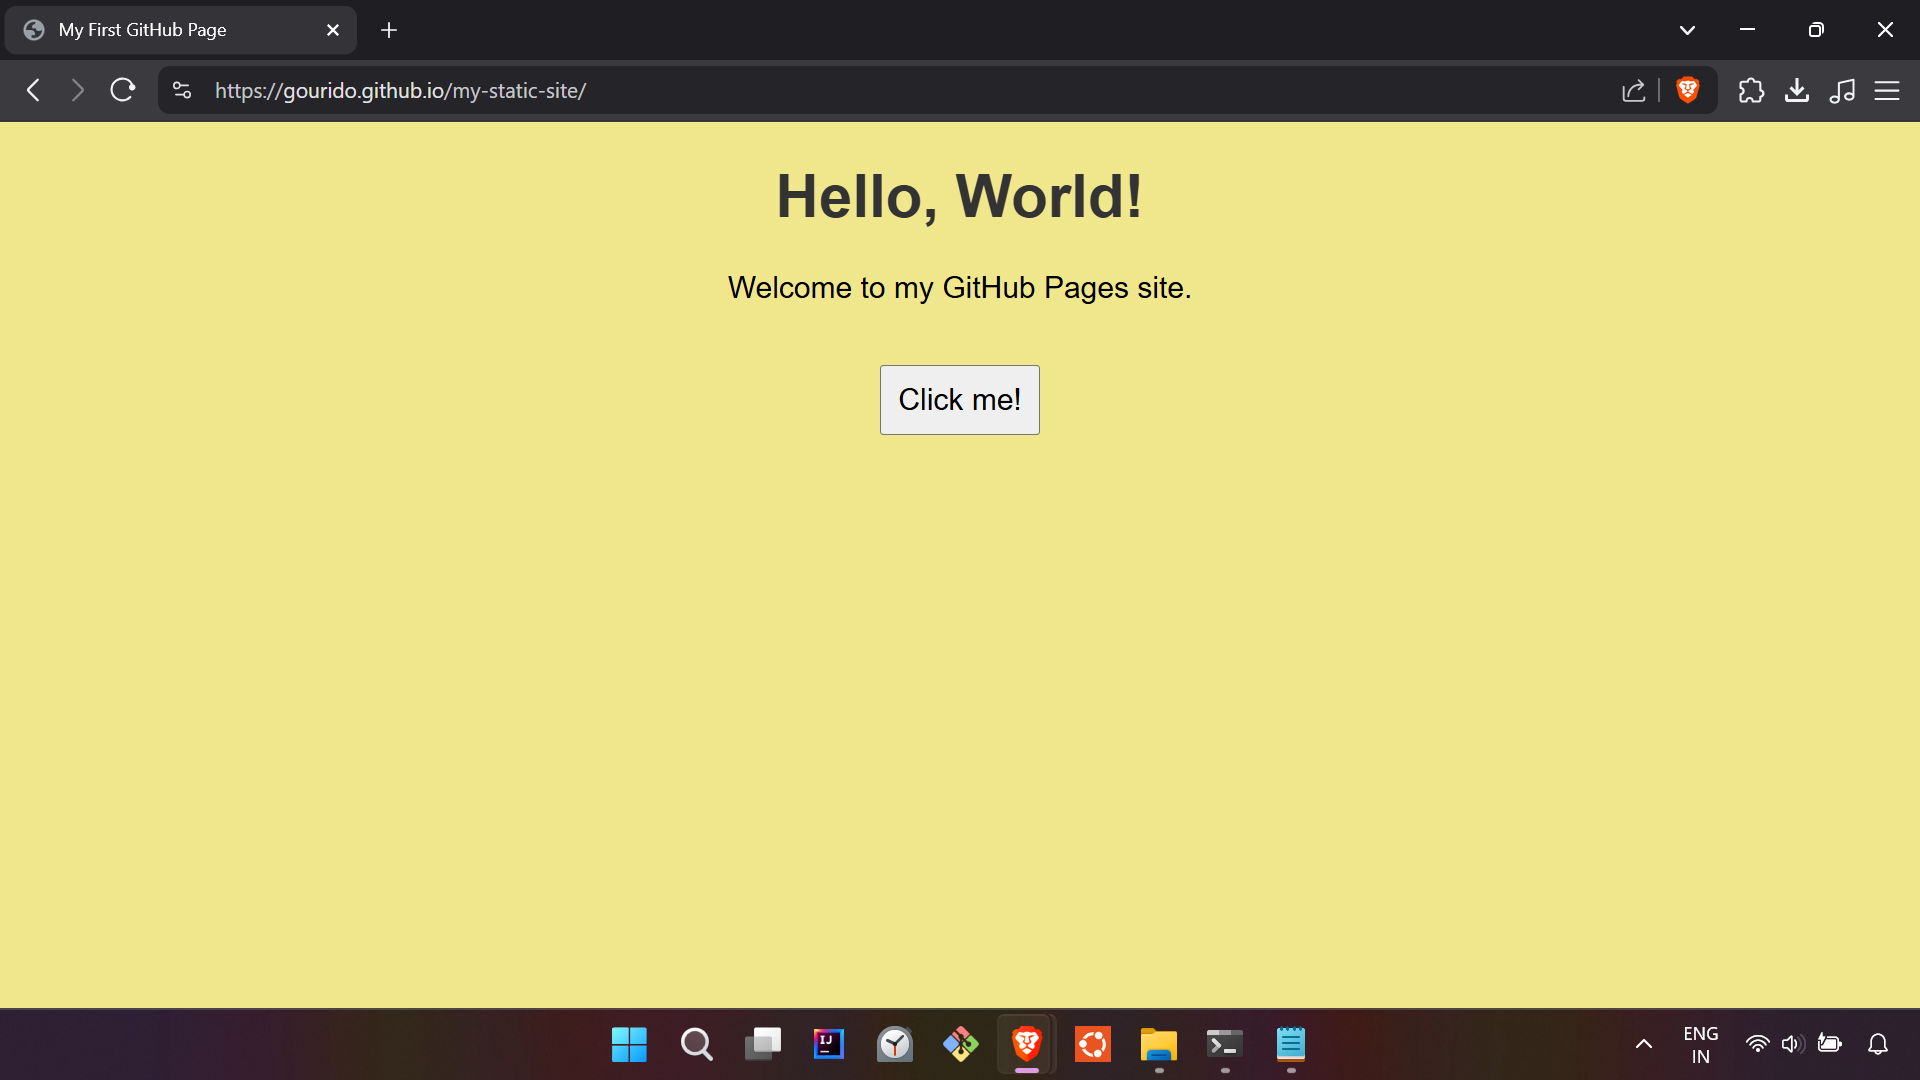 My First GitHub Page
https://gourido.github.io/my-static-site/
Hello, World!
Welcome to my GitHub Pages site.
Click me!
IJ
ENG
IN